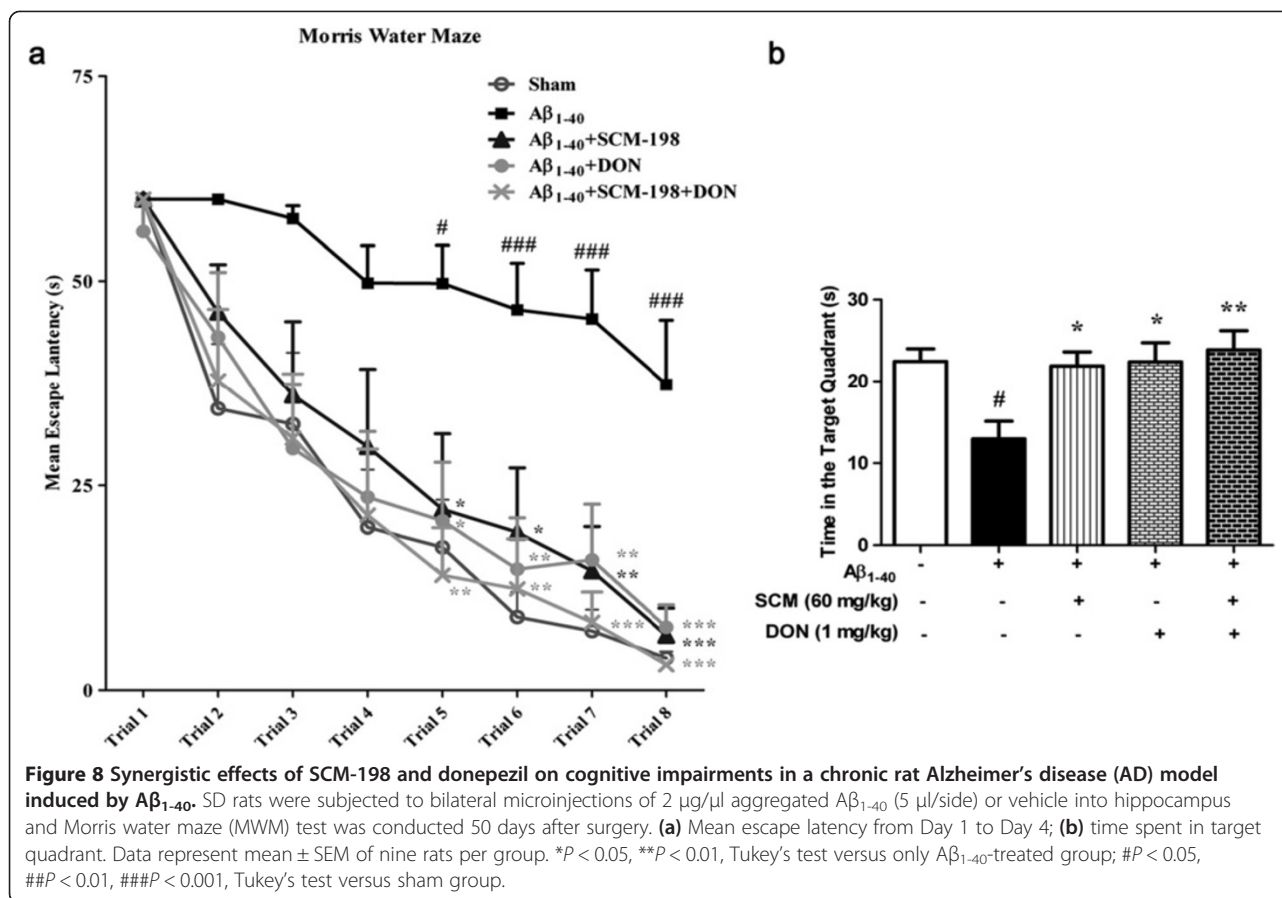 Morris Water Maze
a
75
50
25
0
Mean Escape Lantency (s)
Sham
Aβ1-40
Aβ1-40+SCM-198
Aβ1-40+DON
Aβ1-40+SCM-198+DON
#
###
###
###
*
*
**
*
**
**
**
**
***
***
***
***
Trial 1
Trial 2
Trial 3
Trial 4
Trial 5
Trial 6
Trial 7
Trial 8
b
30
20
10
0
Time in the Target Quadrant (s)
#
*
*
**
Aβ1-40 - + + + +
SCM (60 mg/kg) - - + - +
DON (1 mg/kg) - - - + +
Figure 8 Synergistic effects of SCM-198 and donepezil on cognitive impairments in a chronic rat Alzheimer's disease (AD) model
induced by Aβ1-40. SD rats were subjected to bilateral microinjections of 2 μg/μl aggregated Aβ1-40 (5 μl/side) or vehicle into hippocampus
and Morris water maze (MWM) test was conducted 50 days after surgery. (a) Mean escape latency from Day 1 to Day 4; (b) time spent in target
quadrant. Data represent mean ± SEM of nine rats per group. *P < 0.05, **P < 0.01, Tukey's test versus only Aβ1-40-treated group; #P < 0.05,
##P < 0.01, ###P < 0.001, Tukey's test versus sham group.